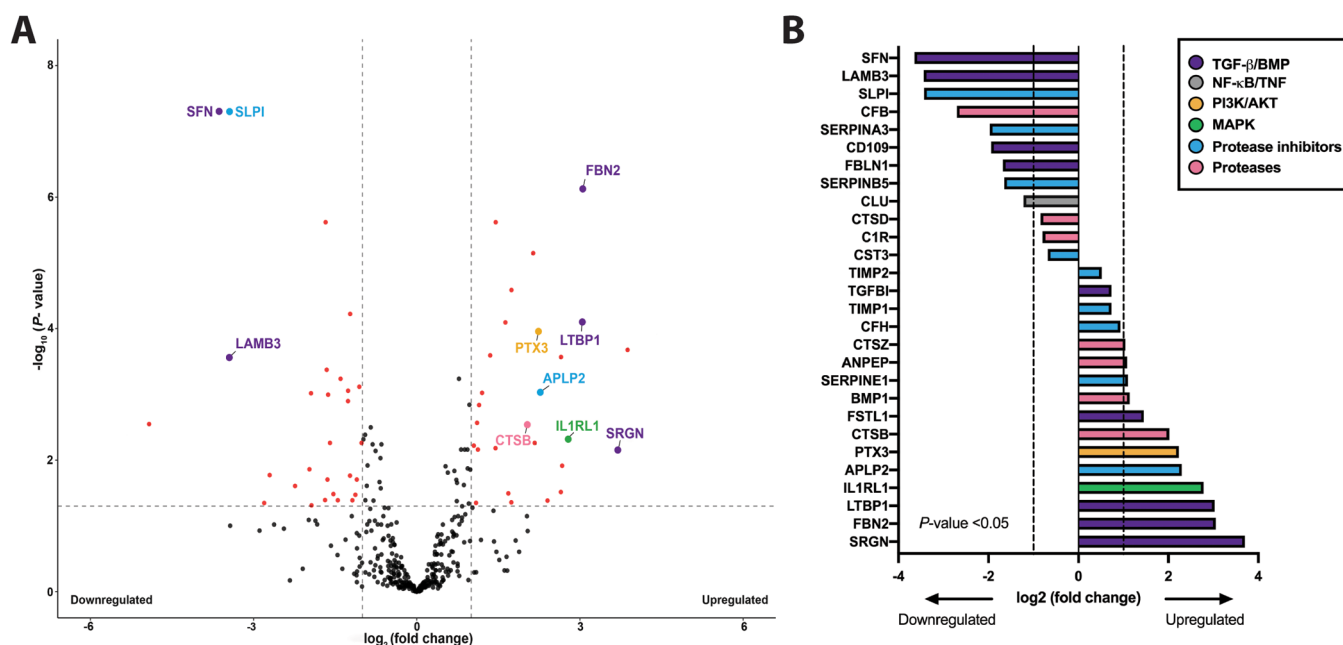 A
8
6
4
2
0
-log10 (P- value)
SFN SLPI
FBN2
LTBP1
PTX3
LAMB3
APLP2
CTSB
IL1RL1
SRGN
Downregulated
Upregulated
-6 -3 0 3 6
log2 (fold change)
B
SFN
LAMB3
SLPI
CFB
SERPINA3
CD109
FBLN1
SERPINB5
CLU
CTSD
C1R
CST3
TIMP2
TGFBI
TIMP1
CFH
CTSZ
ANPEP
SERPINE1
BMP1
FSTL1
CTSB
PTX3
APLP2
IL1RL1
LTBP1
FBN2
SRGN
P-value <0.05
-4 -2 0 2 4
log2 (fold change)
Downregulated
Upregulated
TGF-β/BMP
NF-κB/TNF
PI3K/AKT
MAPK
Protease inhibitors
Proteases